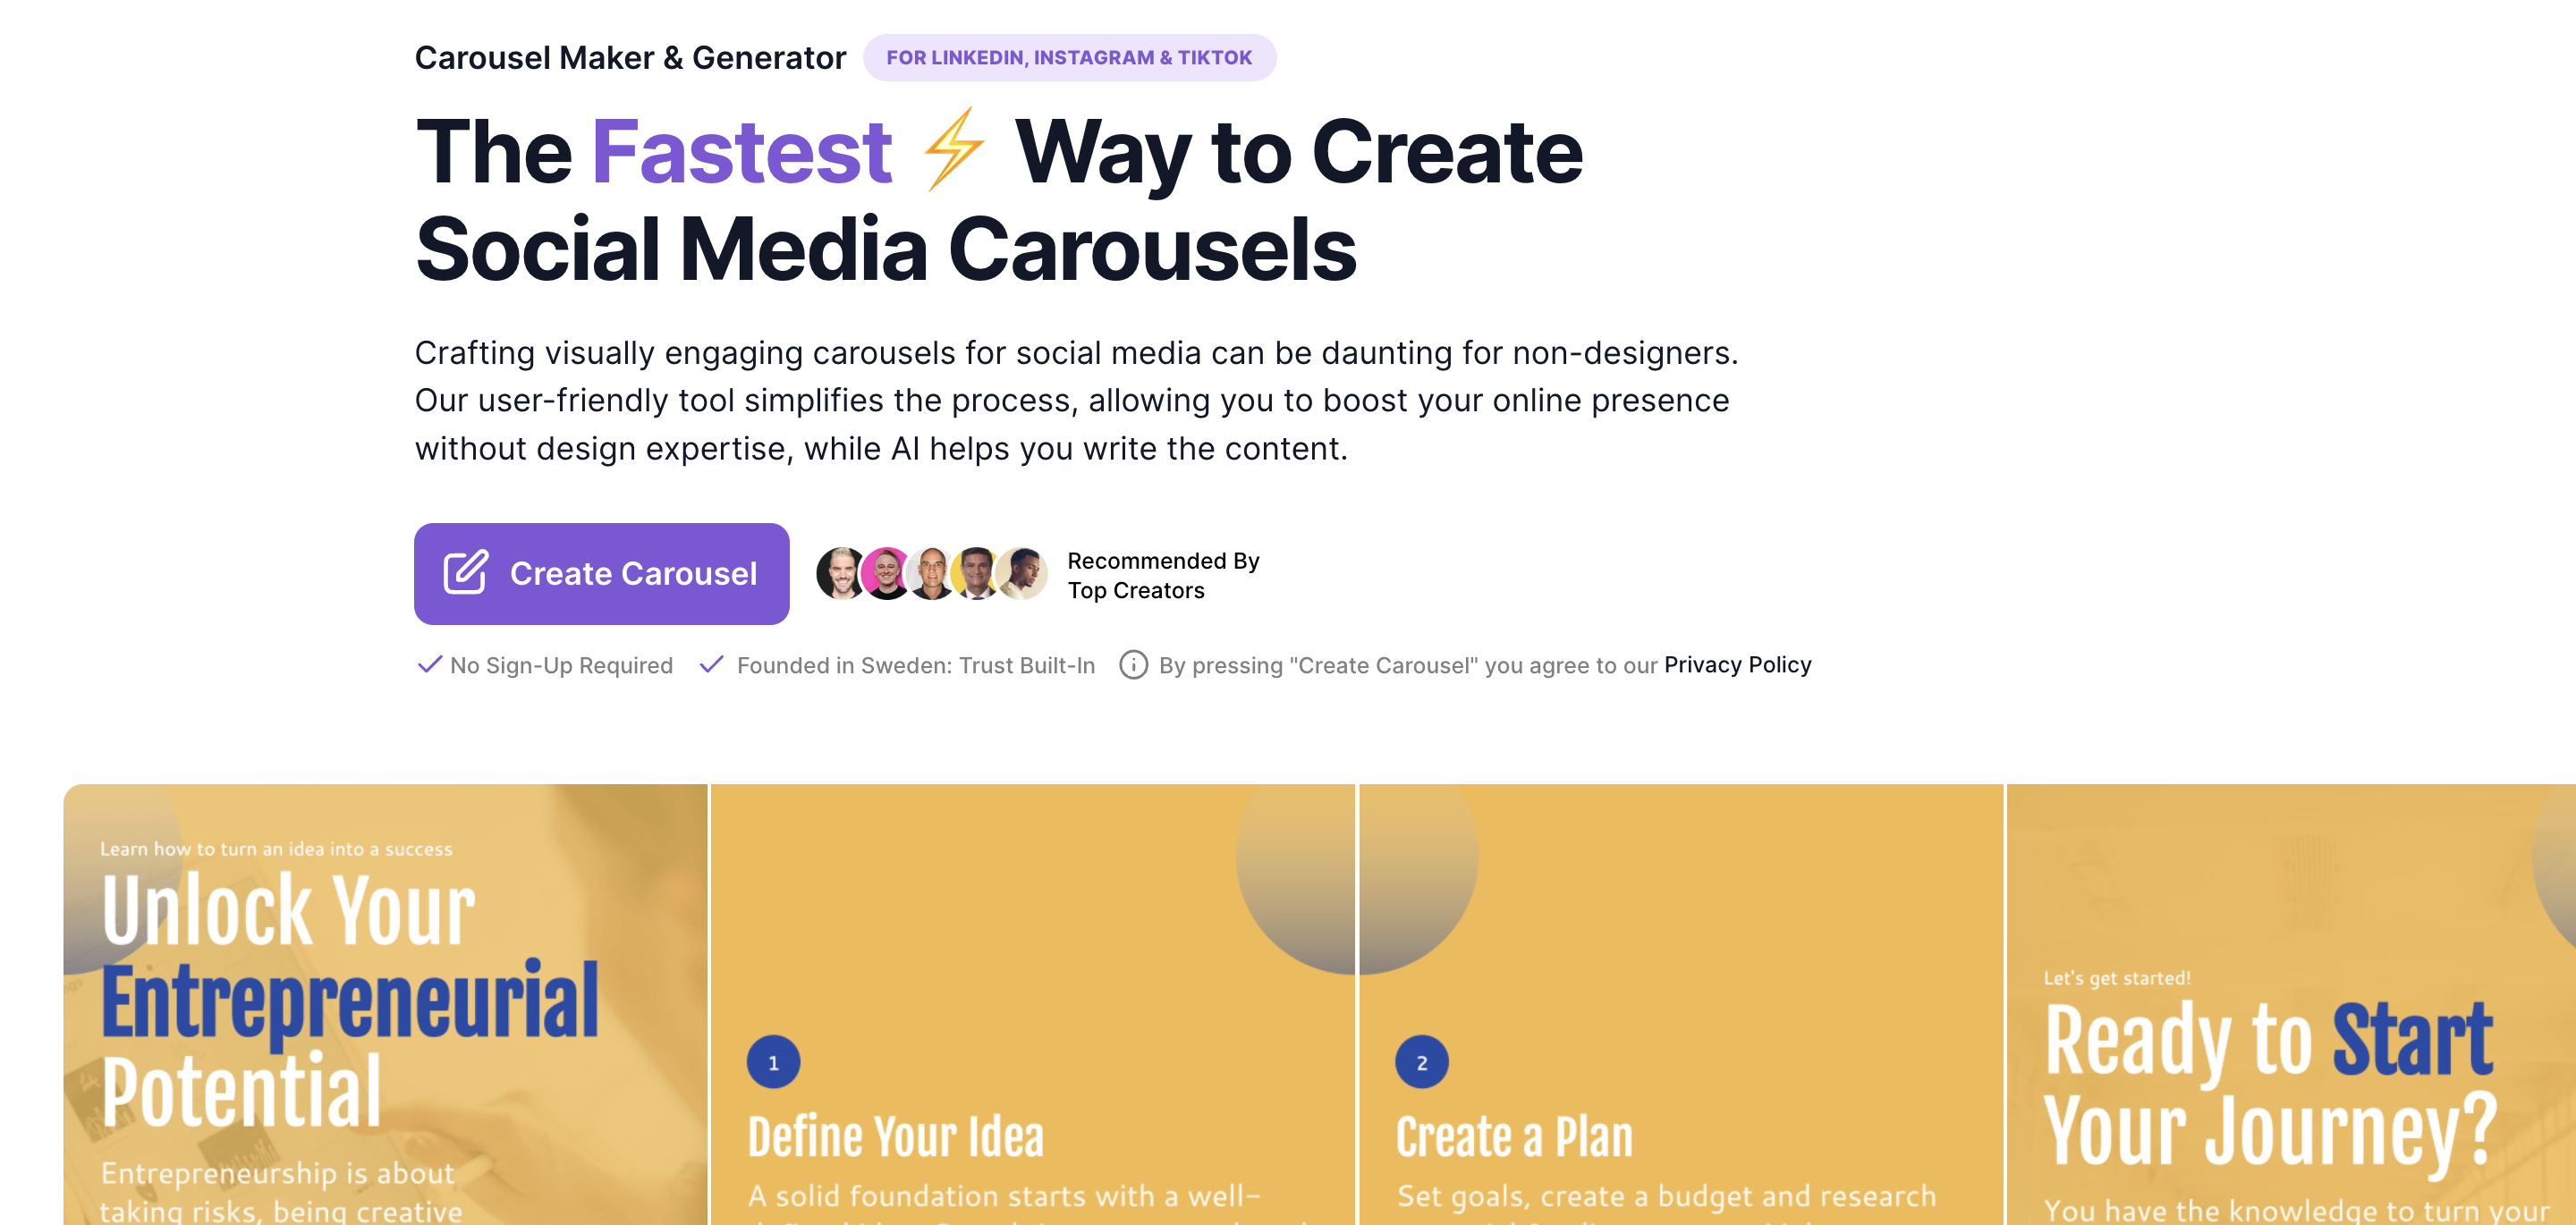 Carousel Maker & Generator
FOR LINKEDIN, INSTAGRAM & TIKTOK
The Fastest ⚡ Way to Create
Social Media Carousels
Crafting visually engaging carousels for social media can be daunting for non-designers.
Our user-friendly tool simplifies the process, allowing you to boost your online presence
without design expertise, while AI helps you write the content.
Create Carousel
Recommended By
Top Creators
No Sign-Up Required
Founded in Sweden: Trust Built-In
By pressing "Create Carousel" you agree to our Privacy Policy
Learn how to turn an idea into a success
Unlock Your
Entrepreneurial
Potential
Entrepreneurship is about
taking risks, being creative
1
Define Your Idea
A solid foundation starts with a well-
2
Create a Plan
Set goals, create a budget and research
Let's get started!
Ready to Start
Your Journey?
You have the knowledge to turn your